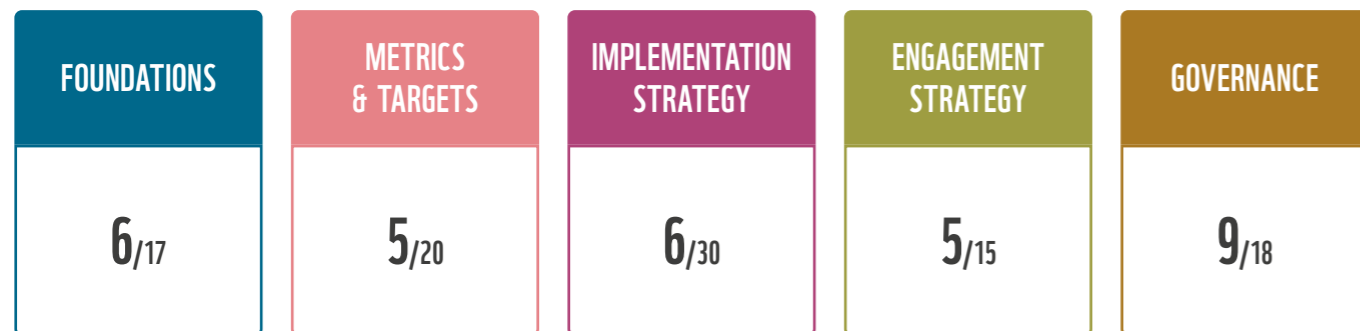 FOUNDATIONS
6/17
METRICS
& TARGETS
5/20
IMPLEMENTATION
STRATEGY
6/30
ENGAGEMENT
STRATEGY
5/15
GOVERNANCE
9/18